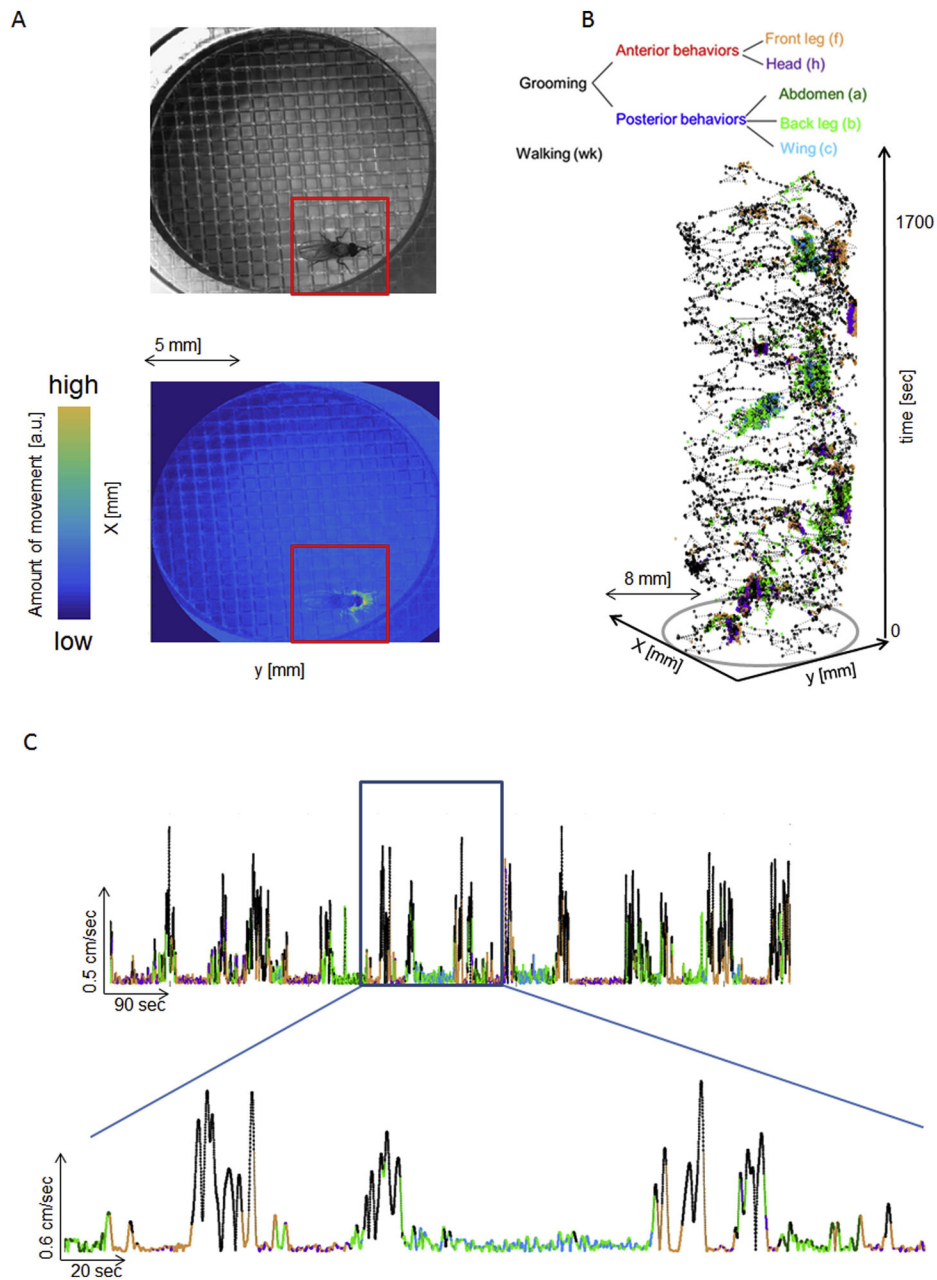 A
5 mm]
high
Amount of movement [a.u.]
X [mm]
low
y [mm]
B
Grooming
Anterior behaviors
Front leg (f)
Head (h)
Posterior behaviors
Abdomen (a)
Back leg (b)
Wing (c)
Walking (wk)
1700
time [sec]
8 mm]
0
X [mm]
y [mm]
C
0.5 cm/sec
90 sec
0.6 cm/sec
20 sec